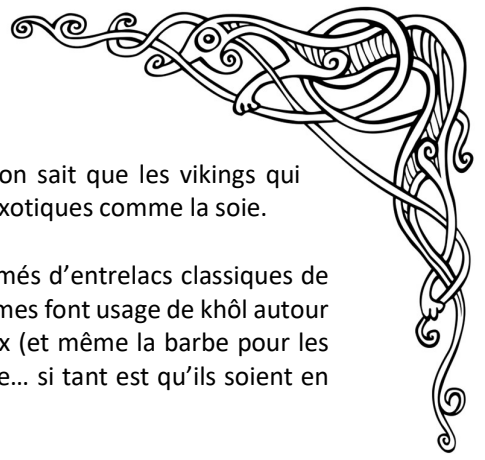 on sait que les vikings qui
xotiques comme la soie.
més d’entrelacs classiques de
mes font usage de khôl autour
x (et même la barbe pour les
e… si tant est qu’ils soient en